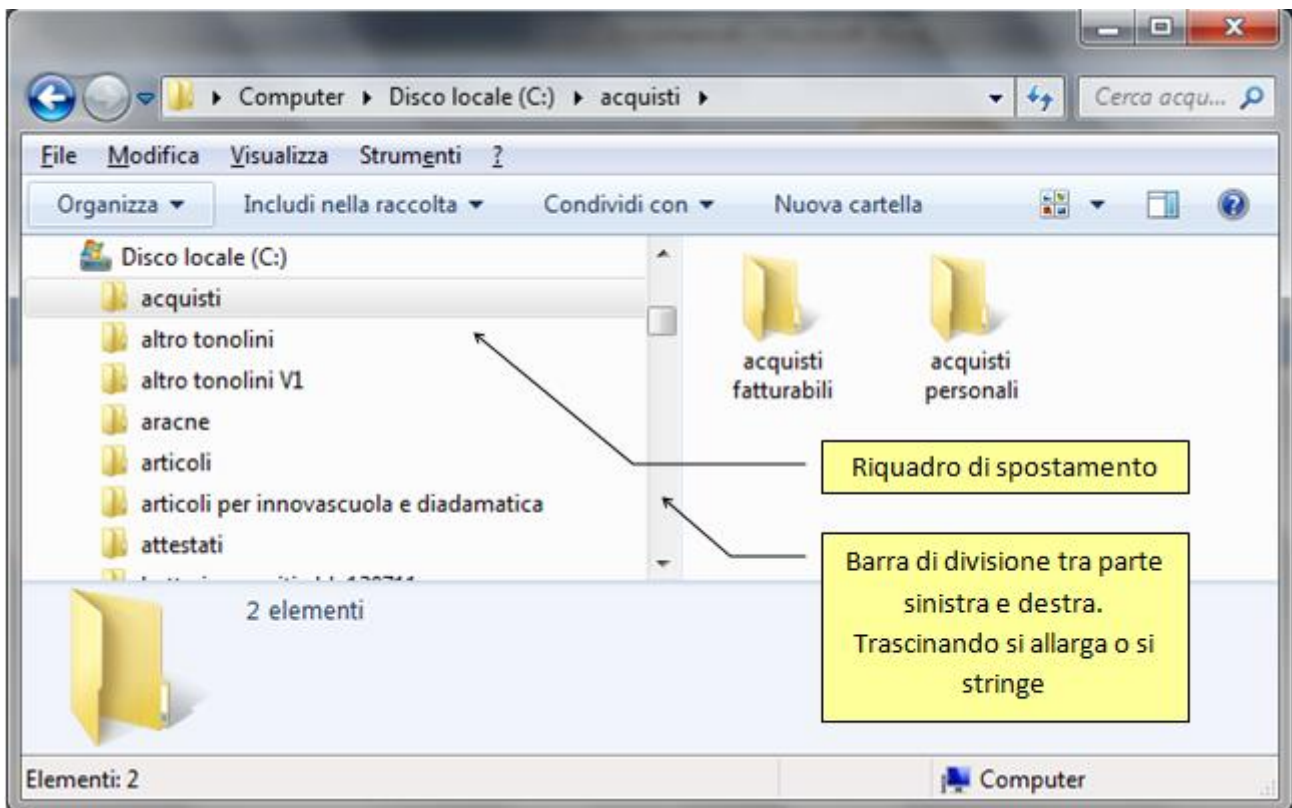 Computer ▸ Disco locale (C:) ▸ acquisti ▸
Cerca acqu...
File Modifica Visualizza Strumenti ?
Organizza Includi nella raccolta Condividi con Nuova cartella
Disco locale (C:)
acquisti
altro tonolini
altro tonolini V1
aracne
articoli
articoli per innovascuola e diadamatica
attestati
acquisti
fatturabili
acquisti
personali
Riquadro di spostamento
Barra di divisione tra parte
sinistra e destra.
Trascinando si allarga o si
stringe
2 elementi
Elementi: 2
Computer